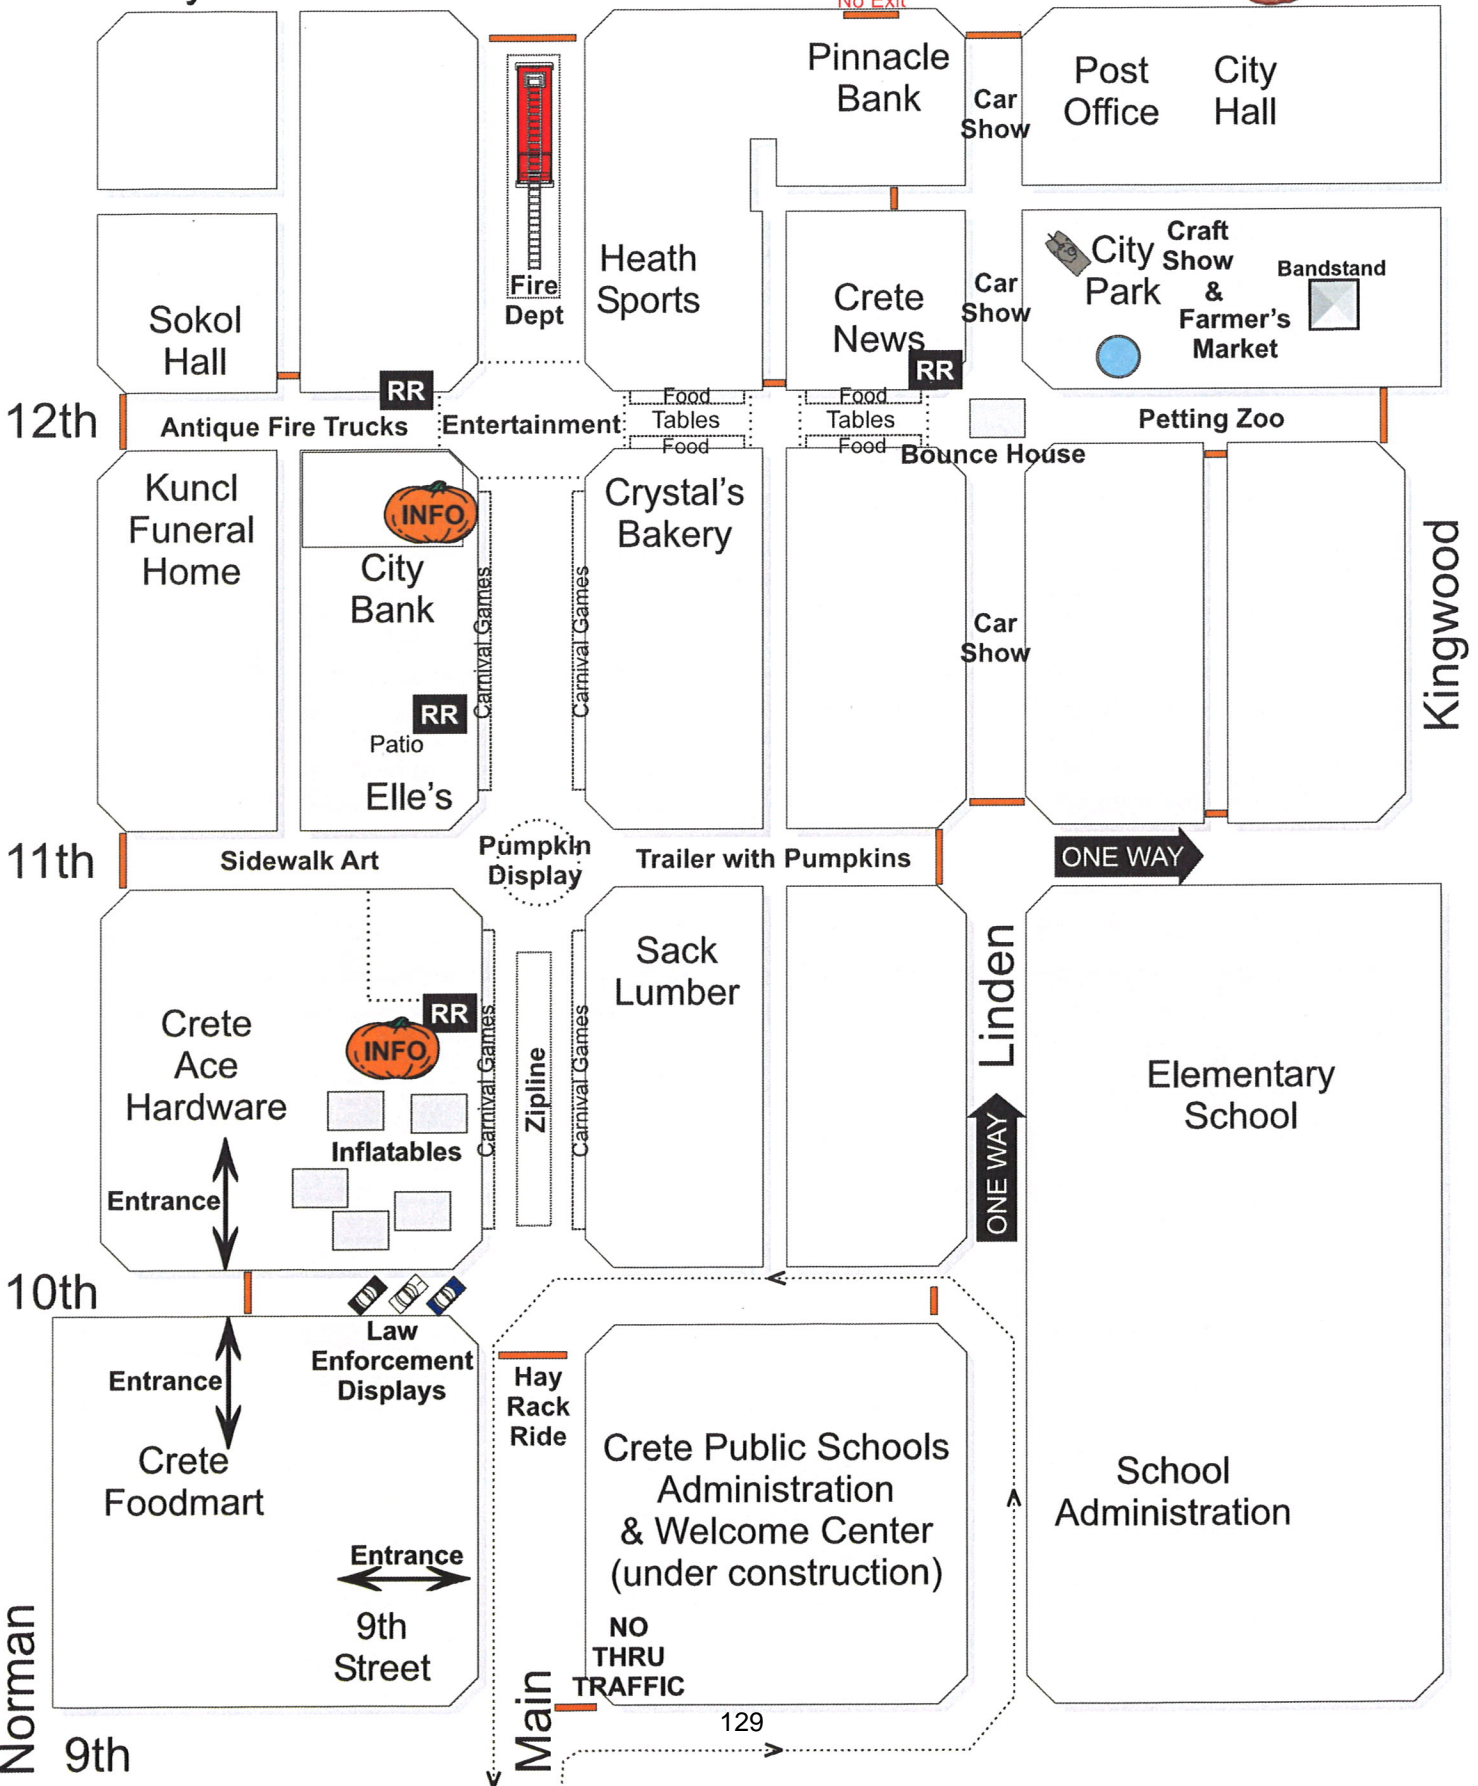 No Exit
Pinnacle
Bank
Post
Office
City
Hall
Car
Show
Fire
Dept
Heath
Sports
Sokol
Hall
Crete
News
Car
Show
City
Park
Craft
Show
&
Farmer's
Market
Bandstand
RR
RR
12th
Antique Fire Trucks
Entertainment
Food
Tables
Food
Food
Tables
Food
Bounce House
Petting Zoo
Kuncl
Funeral
Home
INFO
City
Bank
Crystal's
Bakery
Carnival Games
Carnival Games
Car
Show
Kingwood
RR
Patio
Elle's
11th
Sidewalk Art
Pumpkin
Display
Trailer with Pumpkins
ONE WAY
Sack
Lumber
Linden
RR
INFO
Crete
Ace
Hardware
Carnival Games
Zipline
Carnival Games
Elementary
School
Inflatables
Entrance
ONE WAY
10th
Law
Enforcement
Displays
Entrance
Hay
Rack
Ride
Crete
Foodmart
Crete Public Schools
Administration
& Welcome Center
(under construction)
School
Administration
Entrance
9th
Street
NO
THRU
TRAFFIC
Norman
Main
129
9th